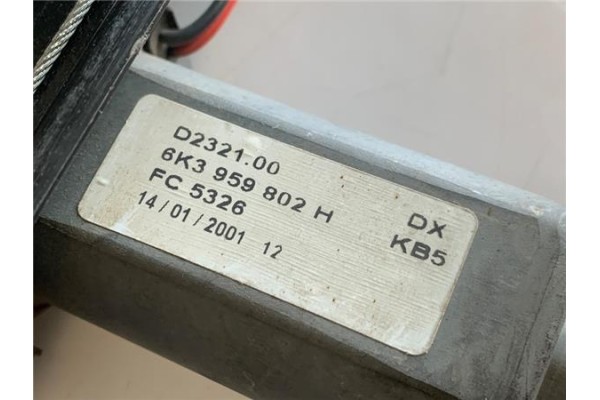 D2321.00
6K3 959 802 H DX
FC 5326 KB5
14/01/2001 12